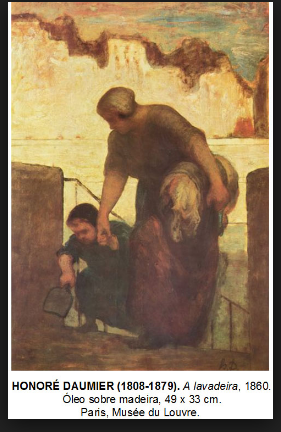 HONORÉ DAUMIER (1808-1879). A lavadeira, 1860.
Óleo sobre madeira, 49 x 33 cm.
Paris, Musée du Louvre.